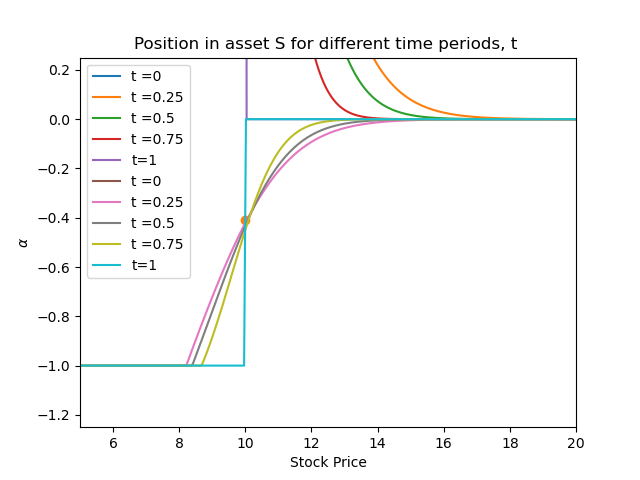 Position in asset S for different time periods, t
0.2
0.0
−0.2
−0.4
−0.6
−0.8
−1.0
−1.2
α
t =0
t =0.25
t =0.5
t =0.75
t=1
t =0
t =0.25
t =0.5
t =0.75
t=1
6 8 10 12 14 16 18 20
Stock Price